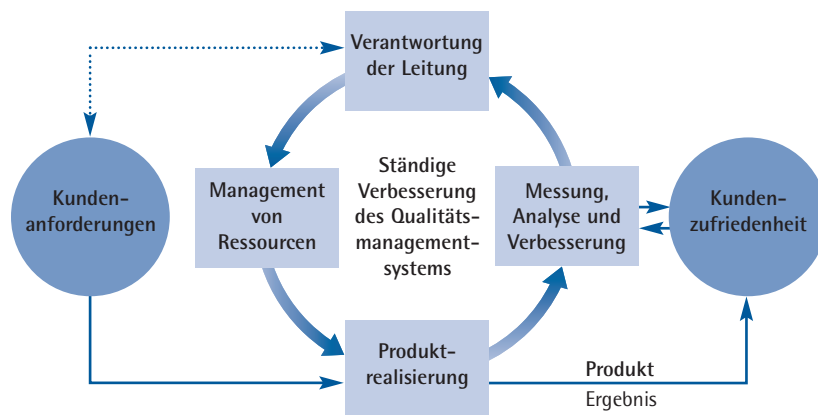 Verantwortung
der Leitung
Kunden-
anforderungen
Management
von
Ressourcen
Ständige
Verbesserung
des Qualitäts-
management-
systems
Messung,
Analyse und
Verbesserung
Kunden-
zufriedenheit
Produkt-
realisierung
Produkt
Ergebnis